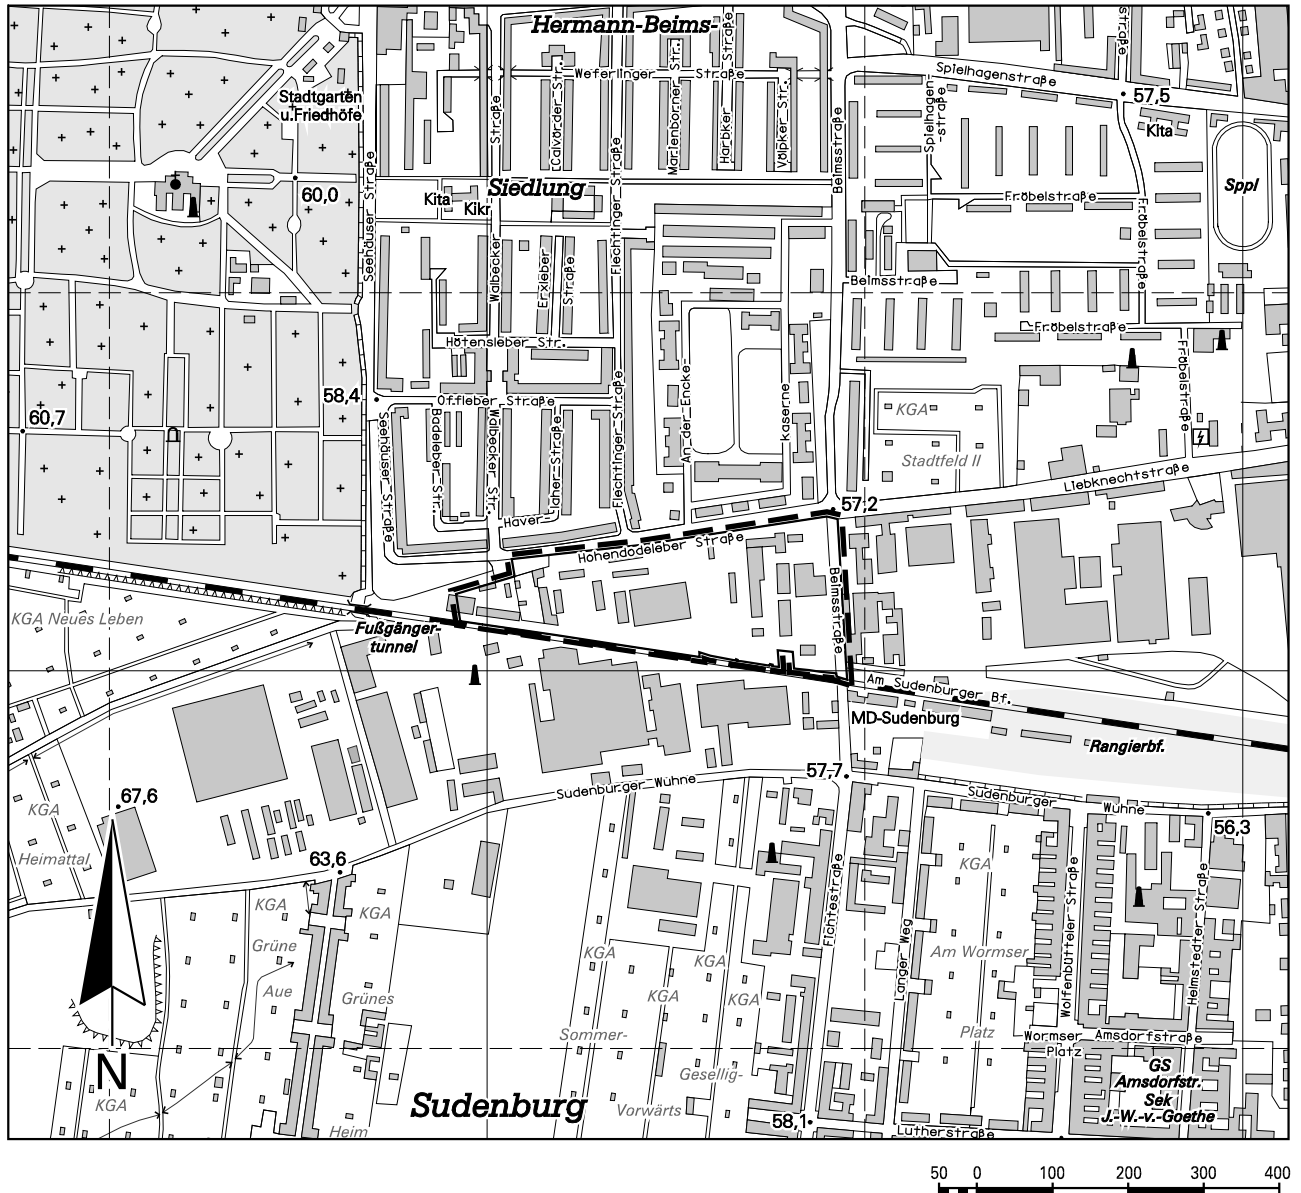 Hermann-Beims-
Siedlung
Weferlinger Straße
Spielhagenstraße
Straße
straße
57,5
Spielhagen
-straße
Kita
Stadtgarten
u.Friedhöfe
Straße
Calvörder Str.
Marienborner Str.
Harbker Straße
Völpker Str.
Beimsstraße
Sppl
60,0
Seehäuser Straße
Kita
Kikr
Fröbelstraße
Fröbelstraße
Flechtinger Straße
Walbecker
Erxleber
Straße
Beimsstraße
Hötensleber Str.
Fröbelstraße
Fröbelstraße
58,4
Offleber Straße
60,7
Seehäuser Straße
Badeleber Str.
Walbecker Str.
Haver-
laher Straße
Flechtinger Straße
An der Encke-
kaserne
KGA
Stadtfeld II
Liebknechtstraße
57,2
Hohendodeleber Straße
Beimsstraße
KGA Neues Leben
Fußgänger-
tunnel
Am Sudenburger Bf.
MD-Sudenburg
Rangierbf.
57,7
Sudenburger Wuhne
Sudenburger Wuhne
56,3
67,6
KGA
Heimattal
63,6
KGA
Grüne
Aue
KGA
Grünes
Heim
KGA
Sommer-
KGA
Vorwärts
KGA
KGA
Gesellig-
Fichtestraße
Langer Weg
KGA
Am Wormser
Platz
Wolfenbütteler Straße
Helmstedter Straße
Wormser
Platz
Amsdorfstraße
GS
Amsdorfstr.
Sek
J.-W.-v.-Goethe
N
KGA
Sudenburg
58,1
Lutherstraße
50 0 100 200 300 400